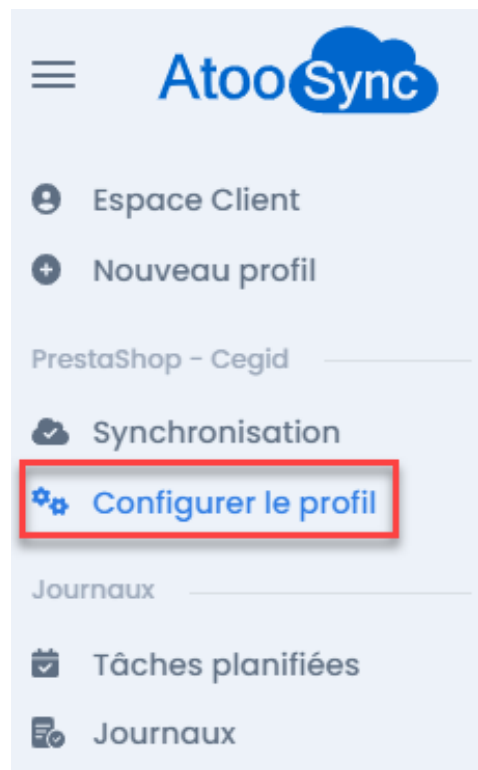 AtooSync
Espace Client
Nouveau profil
PrestaShop - Cegid
Synchronisation
Configurer le profil
Journaux
Tâches planifiées
Journaux